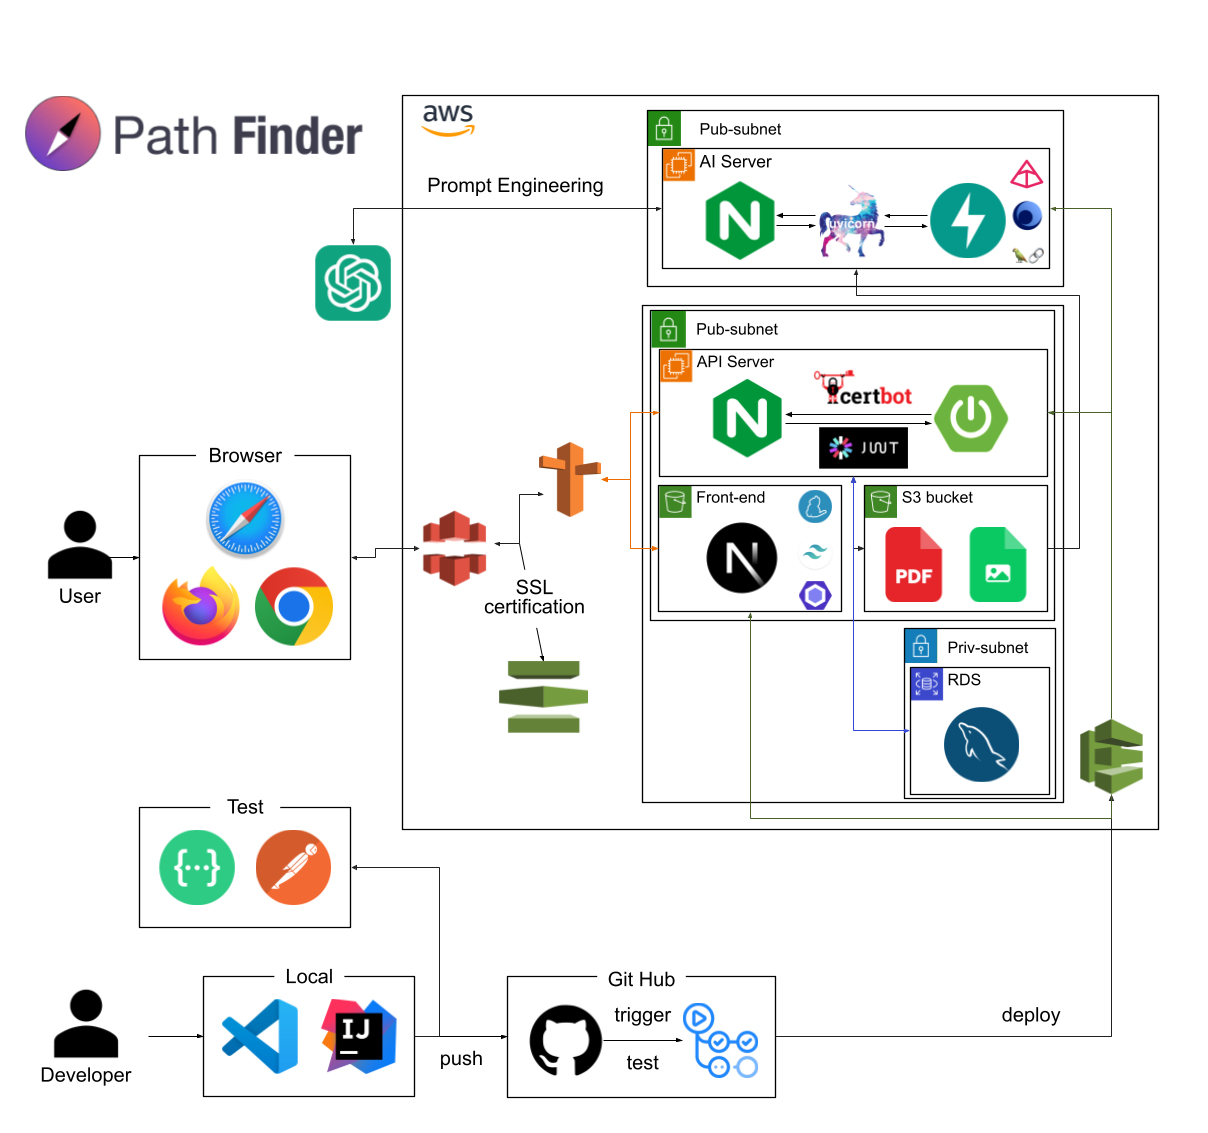 Path Finder
aws
Pub-subnet
AI Server
Prompt Engineering
uvicorn
Pub-subnet
API Server
certbot
JWT
Browser
Front-end
S3 bucket
PDF
User
SSL
certification
Priv-subnet
RDS
Test
Local
IJ
Git Hub
trigger
test
push
deploy
Developer